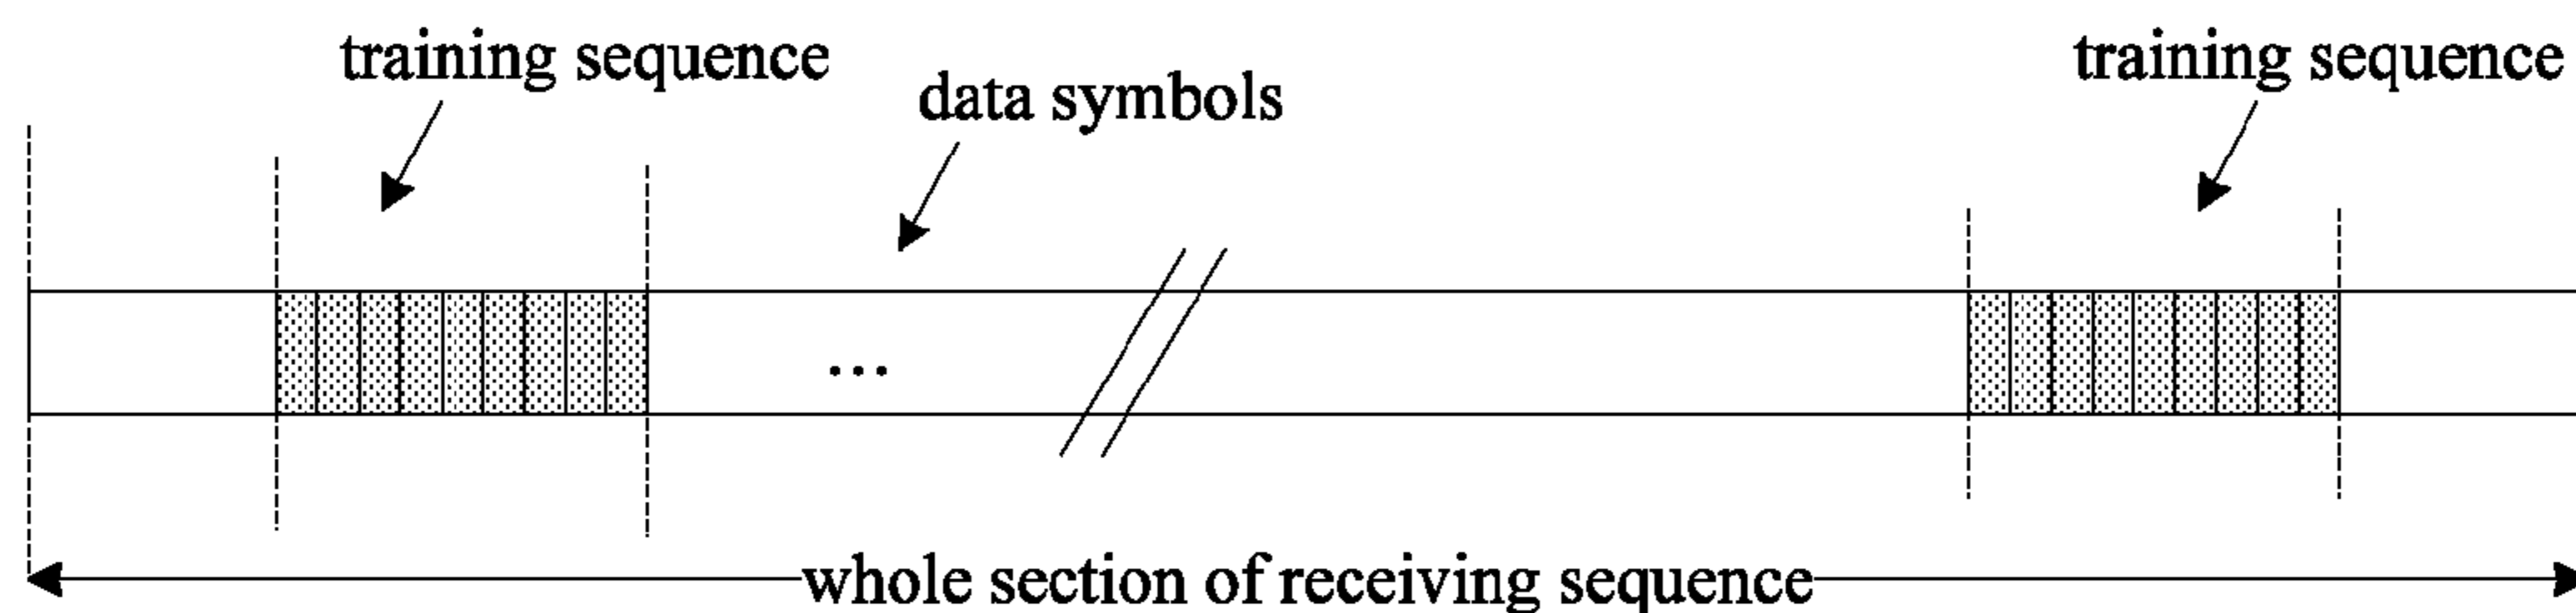 training sequence
data symbols
training sequence
...
whole section of receiving sequence